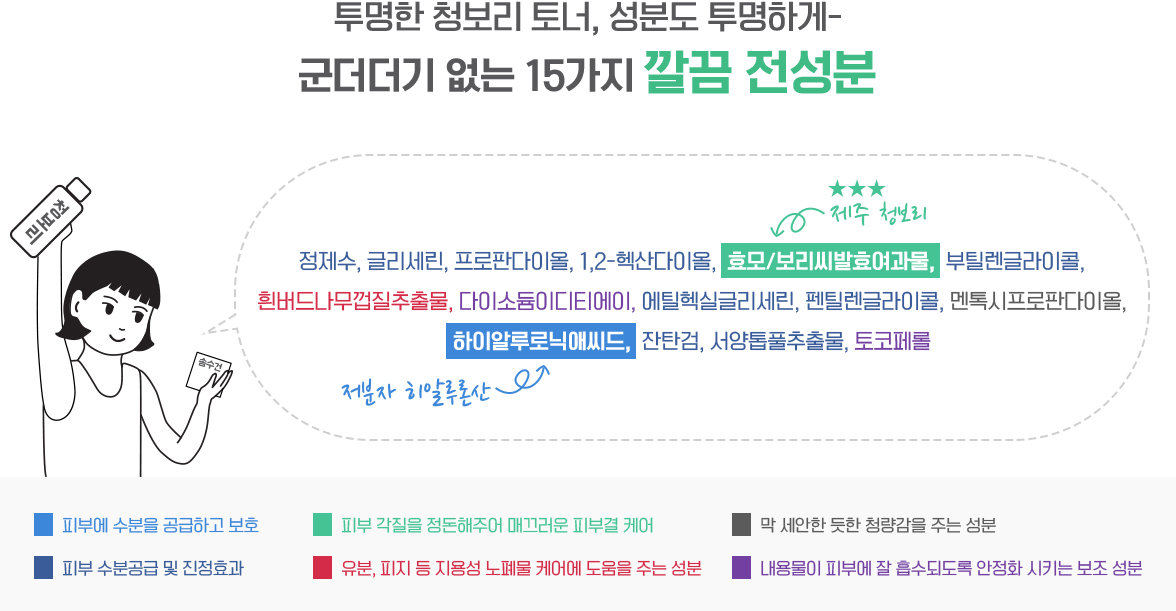 투명한 청보리 토너, 성분도 투명하게-
군더더기 없는 15가지 깔끔 전성분
★★★
제주 청보리
청보리
정제수, 글리세린, 프로판다이올, 1,2-헥산다이올, 효모/보리씨발효여과물, 부틸렌글라이콜,
흰버드나무껍질추출물, 다이소듐이디티에이, 에틸헥실글리세린, 펜틸렌글라이콜, 멘톡시프로판다이올,
하이알루로닉애씨드, 잔탄검, 서양톱풀추출물, 토코페롤
솜수건
저분자 히알루론산
피부에 수분을 공급하고 보호
피부 각질을 정돈해주어 매끄러운 피부결 케어
막 세안한 듯한 청량감을 주는 성분
피부 수분공급 및 진정효과
유분, 피지 등 지용성 노폐물 케어에 도움을 주는 성분
내용물이 피부에 잘 흡수되도록 안정화 시키는 보조 성분